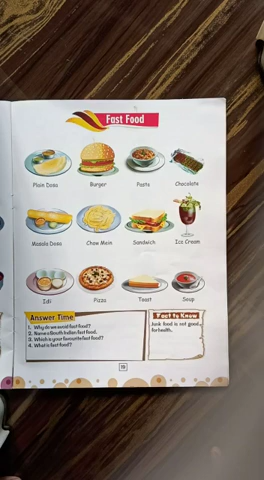 Fast Food
Plain Dosa Burger Pasta Chocolate
Masala Dosa Chow Mein Sandwich Ice Cream
Idli Pizza Toast Soup
Answer Time
1. Why do we avoid fast food?
2. Name a South Indian fast food.
3. Which is your favourite fast food?
4. What is fast food?
Fact to Know
Junk food is not good
for health.
19